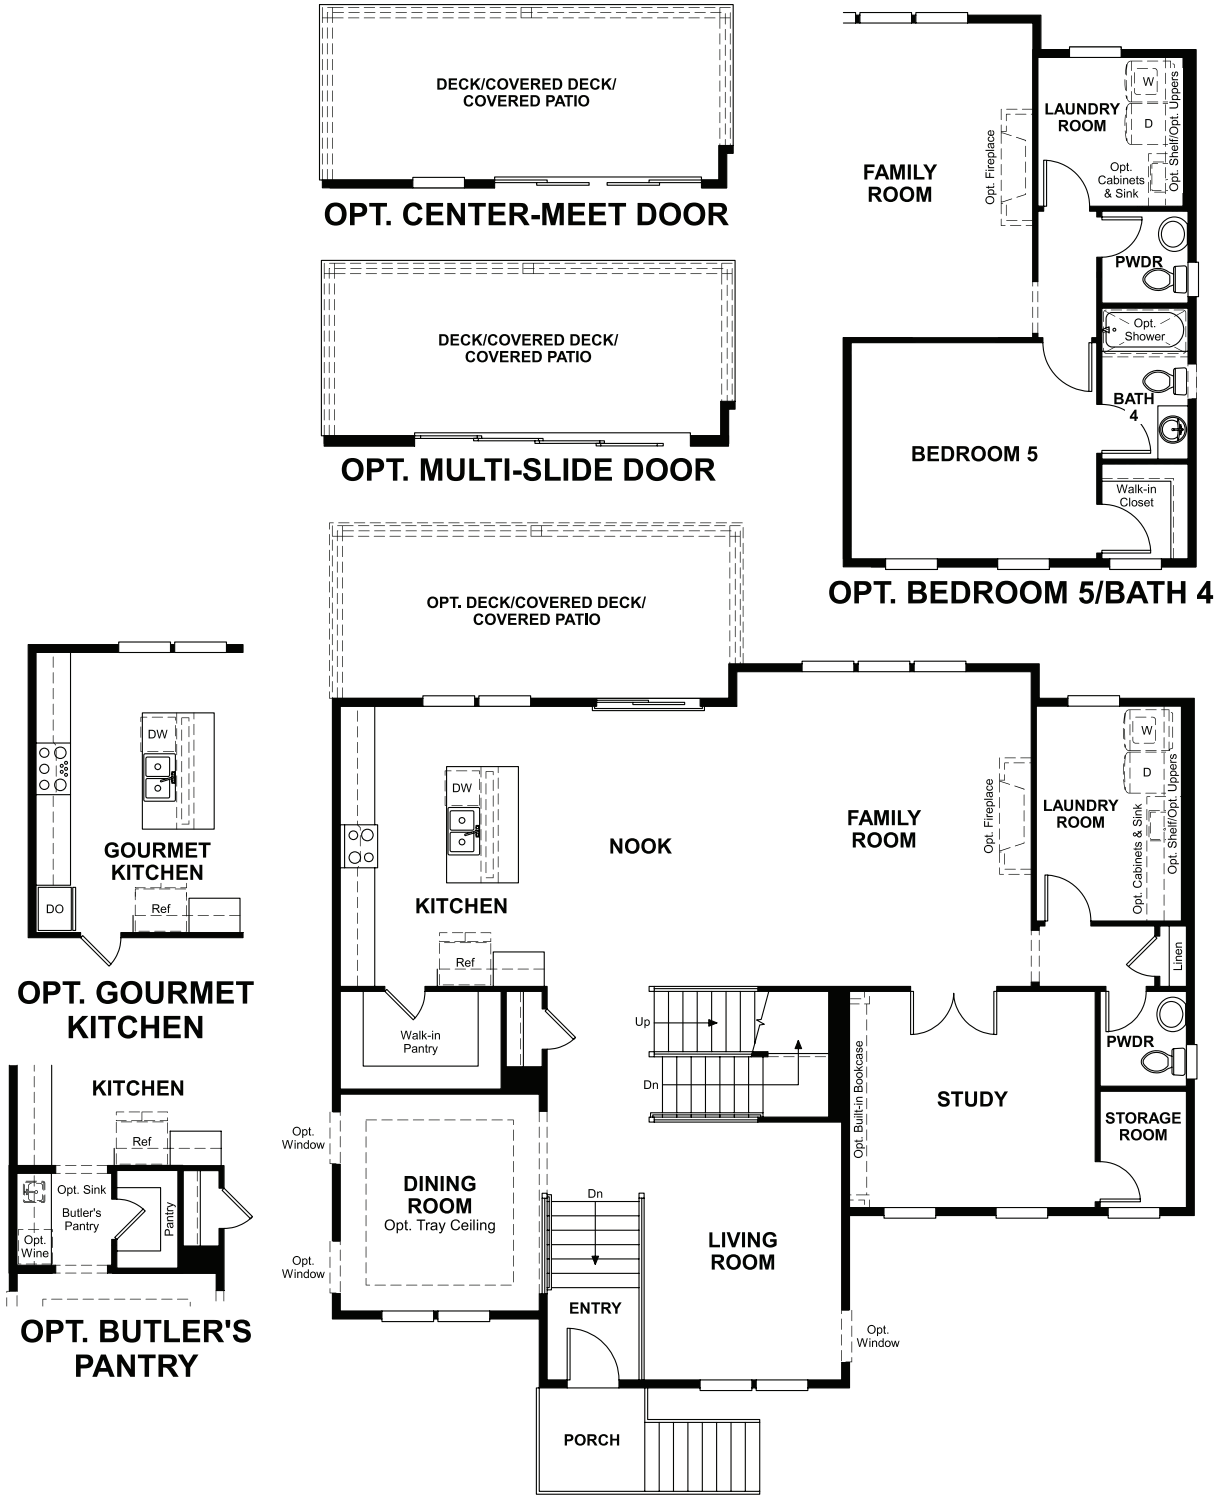 DECK/COVERED DECK/
COVERED PATIO
OPT. CENTER-MEET DOOR
DECK/COVERED DECK/
COVERED PATIO
OPT. MULTI-SLIDE DOOR
FAMILY
ROOM
Opt. Fireplace
LAUNDRY
ROOM
W
D
Opt. Shelf/Opt. Uppers
Opt.
Cabinets
& Sink
PWDR
Opt.
Shower
BATH
4
BEDROOM 5
Walk-in
Closet
OPT. BEDROOM 5/BATH 4
OPT. DECK/COVERED DECK/
COVERED PATIO
DW
GOURMET
KITCHEN
DO
Ref
OPT. GOURMET
KITCHEN
KITCHEN
Ref
Opt. Sink
Butler's
Pantry
Pantry
Opt.
Wine
OPT. BUTLER'S
PANTRY
DW
KITCHEN
Ref
NOOK
FAMILY
ROOM
Opt. Fireplace
LAUNDRY
ROOM
W
D
Opt. Cabinets & Sink
Opt. Shelf/Opt. Uppers
Linen
Walk-in
Pantry
Up
Dn
Opt. Built-in Bookcase
STUDY
PWDR
STORAGE
ROOM
Opt.
Window
DINING
ROOM
Opt. Tray Ceiling
Opt.
Window
Dn
LIVING
ROOM
ENTRY
Opt.
Window
PORCH